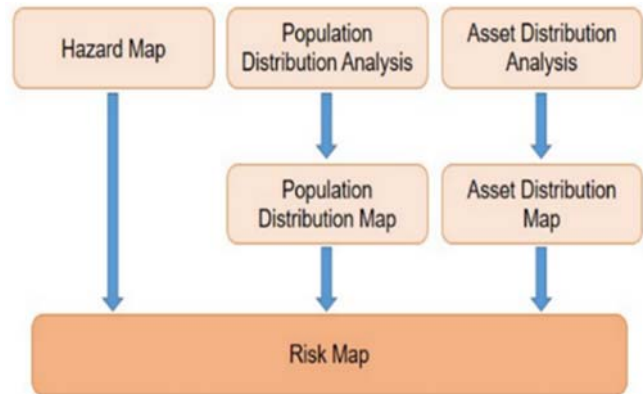 Hazard Map
Population
Distribution Analysis
Asset Distribution
Analysis
Population
Distribution Map
Asset Distribution
Map
Risk Map